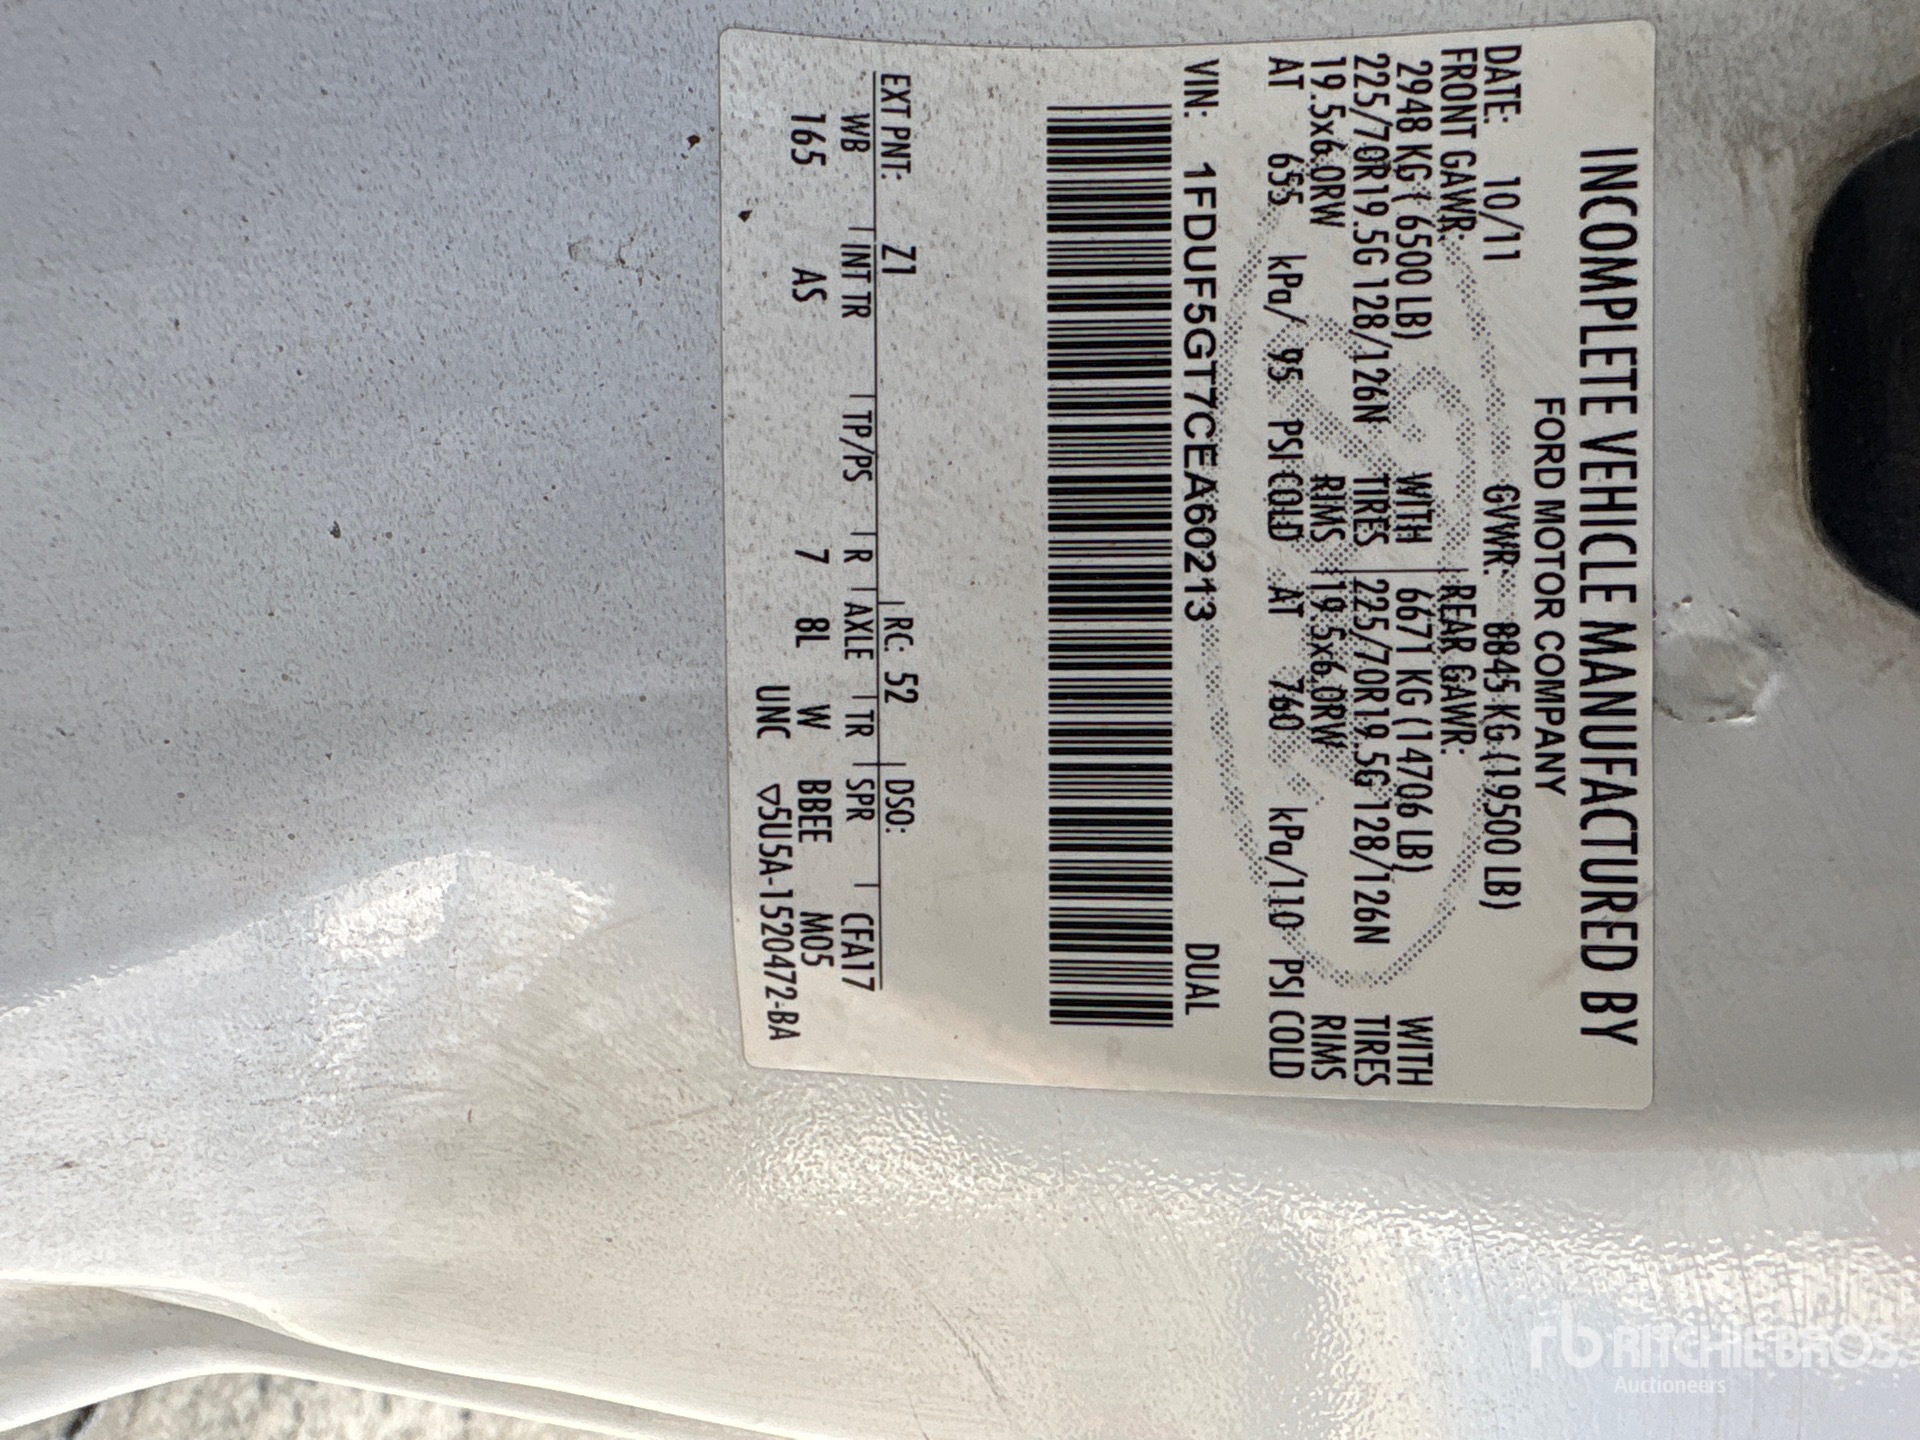 INCOMPLETE VEHICLE MANUFACTURED BY
FORD MOTOR COMPANY
DATE: 10/11 GVWR: 8845 KG (19500 LB)
FRONT GAWR: REAR GAWR:
2948 KG ( 6500 LB) WITH 6671 KG (14706 LB) WITH
225/70R19.5G 128/126N TIRES 225/70R19.5G 128/126N TIRES
19.5x6.0RW RIMS 19.5x6.0RW RIMS
AT 655 kPa/ 95 PSI COLD AT 760 kPa/110 PSI COLD
VIN: 1FDUF5GT7CEA60213 DUAL
EXT PNT: Z1 RC: 52 DSO:
WB INT TR TP/PS R AXLE TR SPR CFA17
165 AS 7 8L W BBEE M05
UNC ▽5U5A-1520472-BA
rb RITCHIE BROS.
Auctioneers